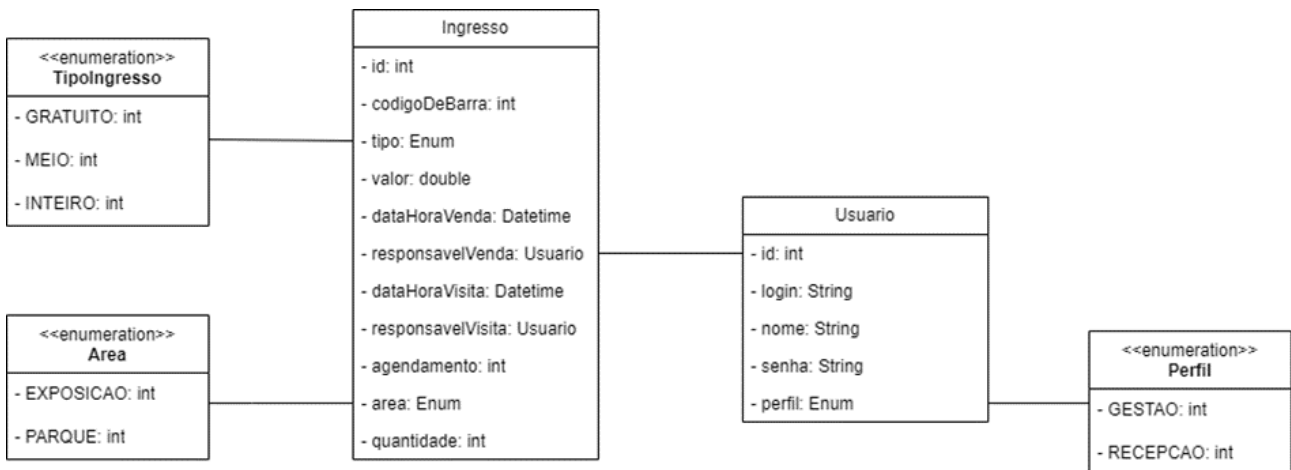 <<enumeration>>
TipoIngresso
- GRATUITO: int
- MEIO: int
- INTEIRO: int
<<enumeration>>
Area
- EXPOSICAO: int
- PARQUE: int
Ingresso
- id: int
- codigoDeBarra: int
- tipo: Enum
- valor: double
- dataHoraVenda: Datetime
- responsavelVenda: Usuario
- dataHoraVisita: Datetime
- responsavelVisita: Usuario
- agendamento: int
- area: Enum
- quantidade: int
Usuario
- id: int
- login: String
- nome: String
- senha: String
- perfil: Enum
<<enumeration>>
Perfil
- GESTAO: int
- RECEPCAO: int